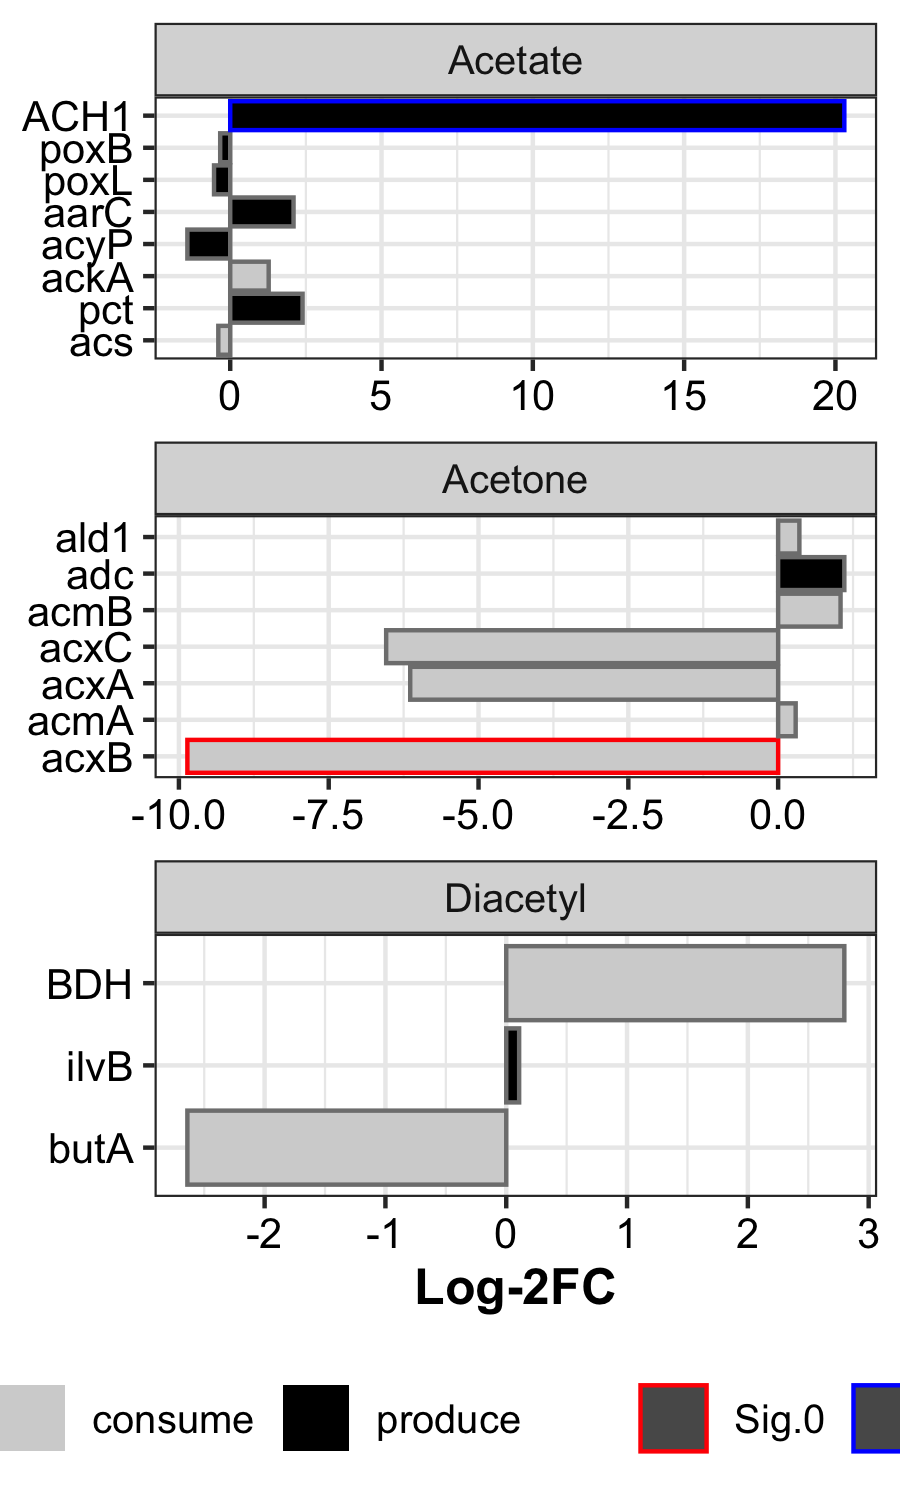 Acetate
ACH1
poxB
poxL
aarC
acyP
ackA
pct
acs
0 5 10 15 20
Acetone
ald1
adc
acmB
acxC
acxA
acmA
acxB
-10.0 -7.5 -5.0 -2.5 0.0
Diacetyl
BDH
ilvB
butA
-2 -1 0 1 2 3
Log-2FC
consume produce Sig.0